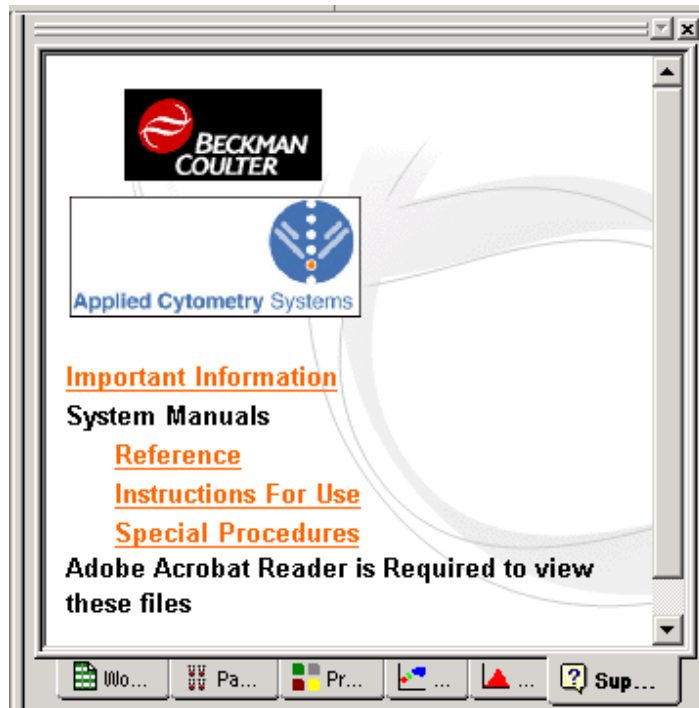 BECKMAN
COULTER
Applied Cytometry Systems
Important Information
System Manuals
Reference
Instructions For Use
Special Procedures
Adobe Acrobat Reader is Required to view
these files
Wo... Pa... Pr... ... ... Sup...